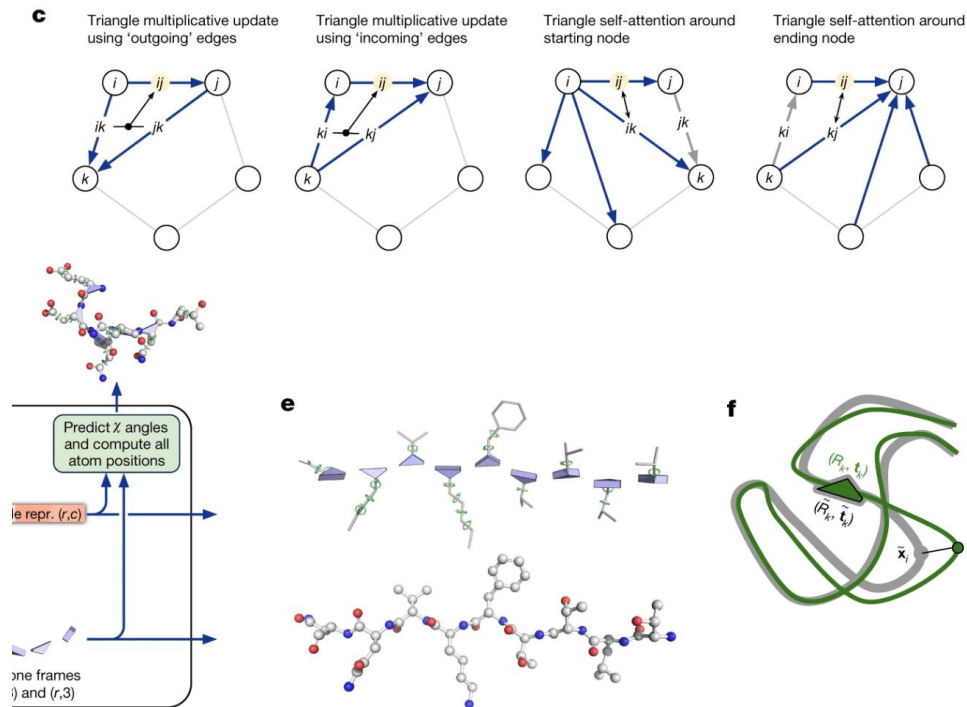 c
Triangle multiplicative update
using ‘outgoing’ edges
Triangle multiplicative update
using ‘incoming’ edges
Triangle self-attention around
starting node
Triangle self-attention around
ending node
i
ij
j
ik
jk
k
i
ij
j
ki
kj
k
i
ij
j
ik
jk
k
i
ij
j
ki
kj
k
Predict χ angles
and compute all
atom positions
le repr. (r,c)
one frames
) and (r,3)
e
f
(Rₖ, tₖ)
(R̃ₖ, t̃ₖ)
x̃ᵢ